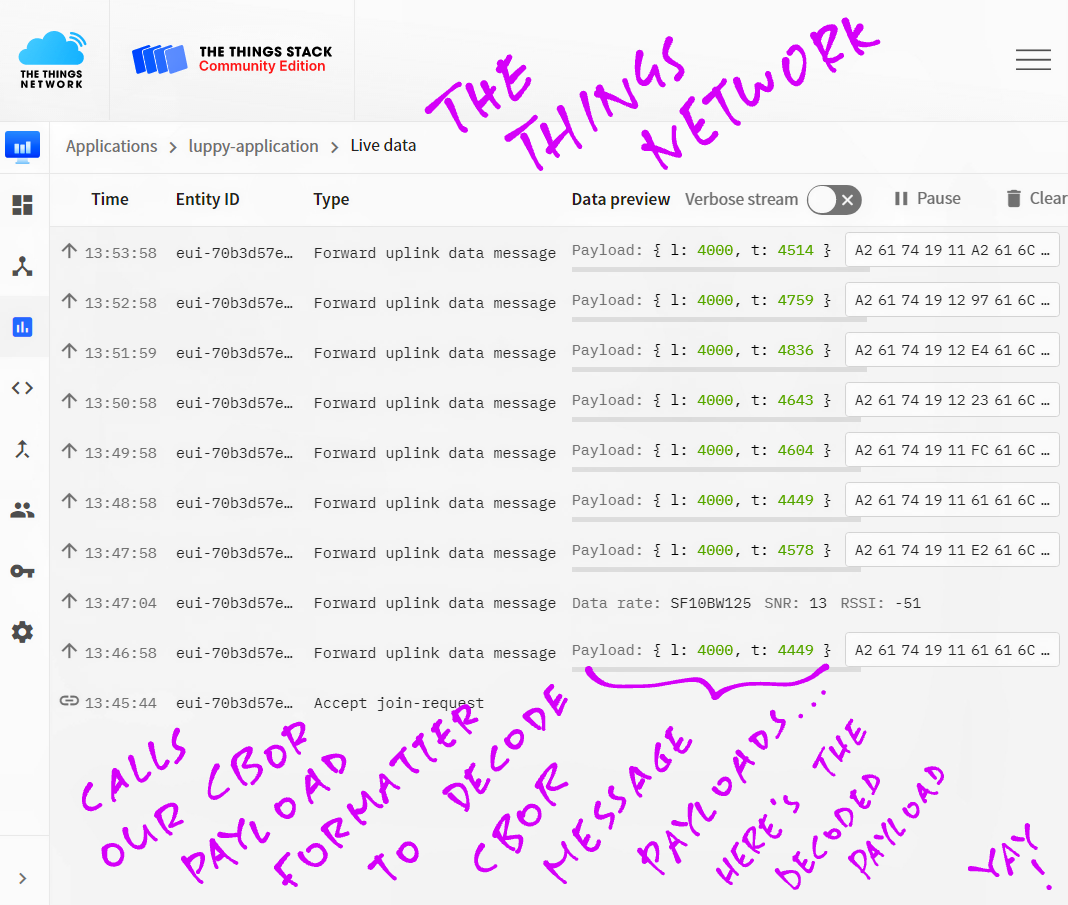 THE THINGS
NETWORK
THE THINGS STACK
Community Edition
THE
THINGS
NETWORK
Applications > luppy-application > Live data
Time Entity ID Type Data preview Verbose stream Pause Clear
13:53:58 eui-70b3d57e… Forward uplink data message Payload: { l: 4000, t: 4514 } A2 61 74 19 11 A2 61 6C …
13:52:58 eui-70b3d57e… Forward uplink data message Payload: { l: 4000, t: 4759 } A2 61 74 19 12 97 61 6C …
13:51:59 eui-70b3d57e… Forward uplink data message Payload: { l: 4000, t: 4836 } A2 61 74 19 12 E4 61 6C …
13:50:58 eui-70b3d57e… Forward uplink data message Payload: { l: 4000, t: 4643 } A2 61 74 19 12 23 61 6C …
13:49:58 eui-70b3d57e… Forward uplink data message Payload: { l: 4000, t: 4604 } A2 61 74 19 11 FC 61 6C …
13:48:58 eui-70b3d57e… Forward uplink data message Payload: { l: 4000, t: 4449 } A2 61 74 19 11 61 61 6C …
13:47:58 eui-70b3d57e… Forward uplink data message Payload: { l: 4000, t: 4578 } A2 61 74 19 11 E2 61 6C …
13:47:04 eui-70b3d57e… Forward uplink data message Data rate: SF10BW125 SNR: 13 RSSI: -51
13:46:58 eui-70b3d57e… Forward uplink data message Payload: { l: 4000, t: 4449 } A2 61 74 19 11 61 61 6C …
13:45:44 eui-70b3d57e… Accept join-request
CALLS
OUR CBOR
PAYLOAD
FORMATTER
TO DECODE
CBOR
MESSAGE
PAYLOADS...
HERE'S THE
DECODED
PAYLOAD
YAY!